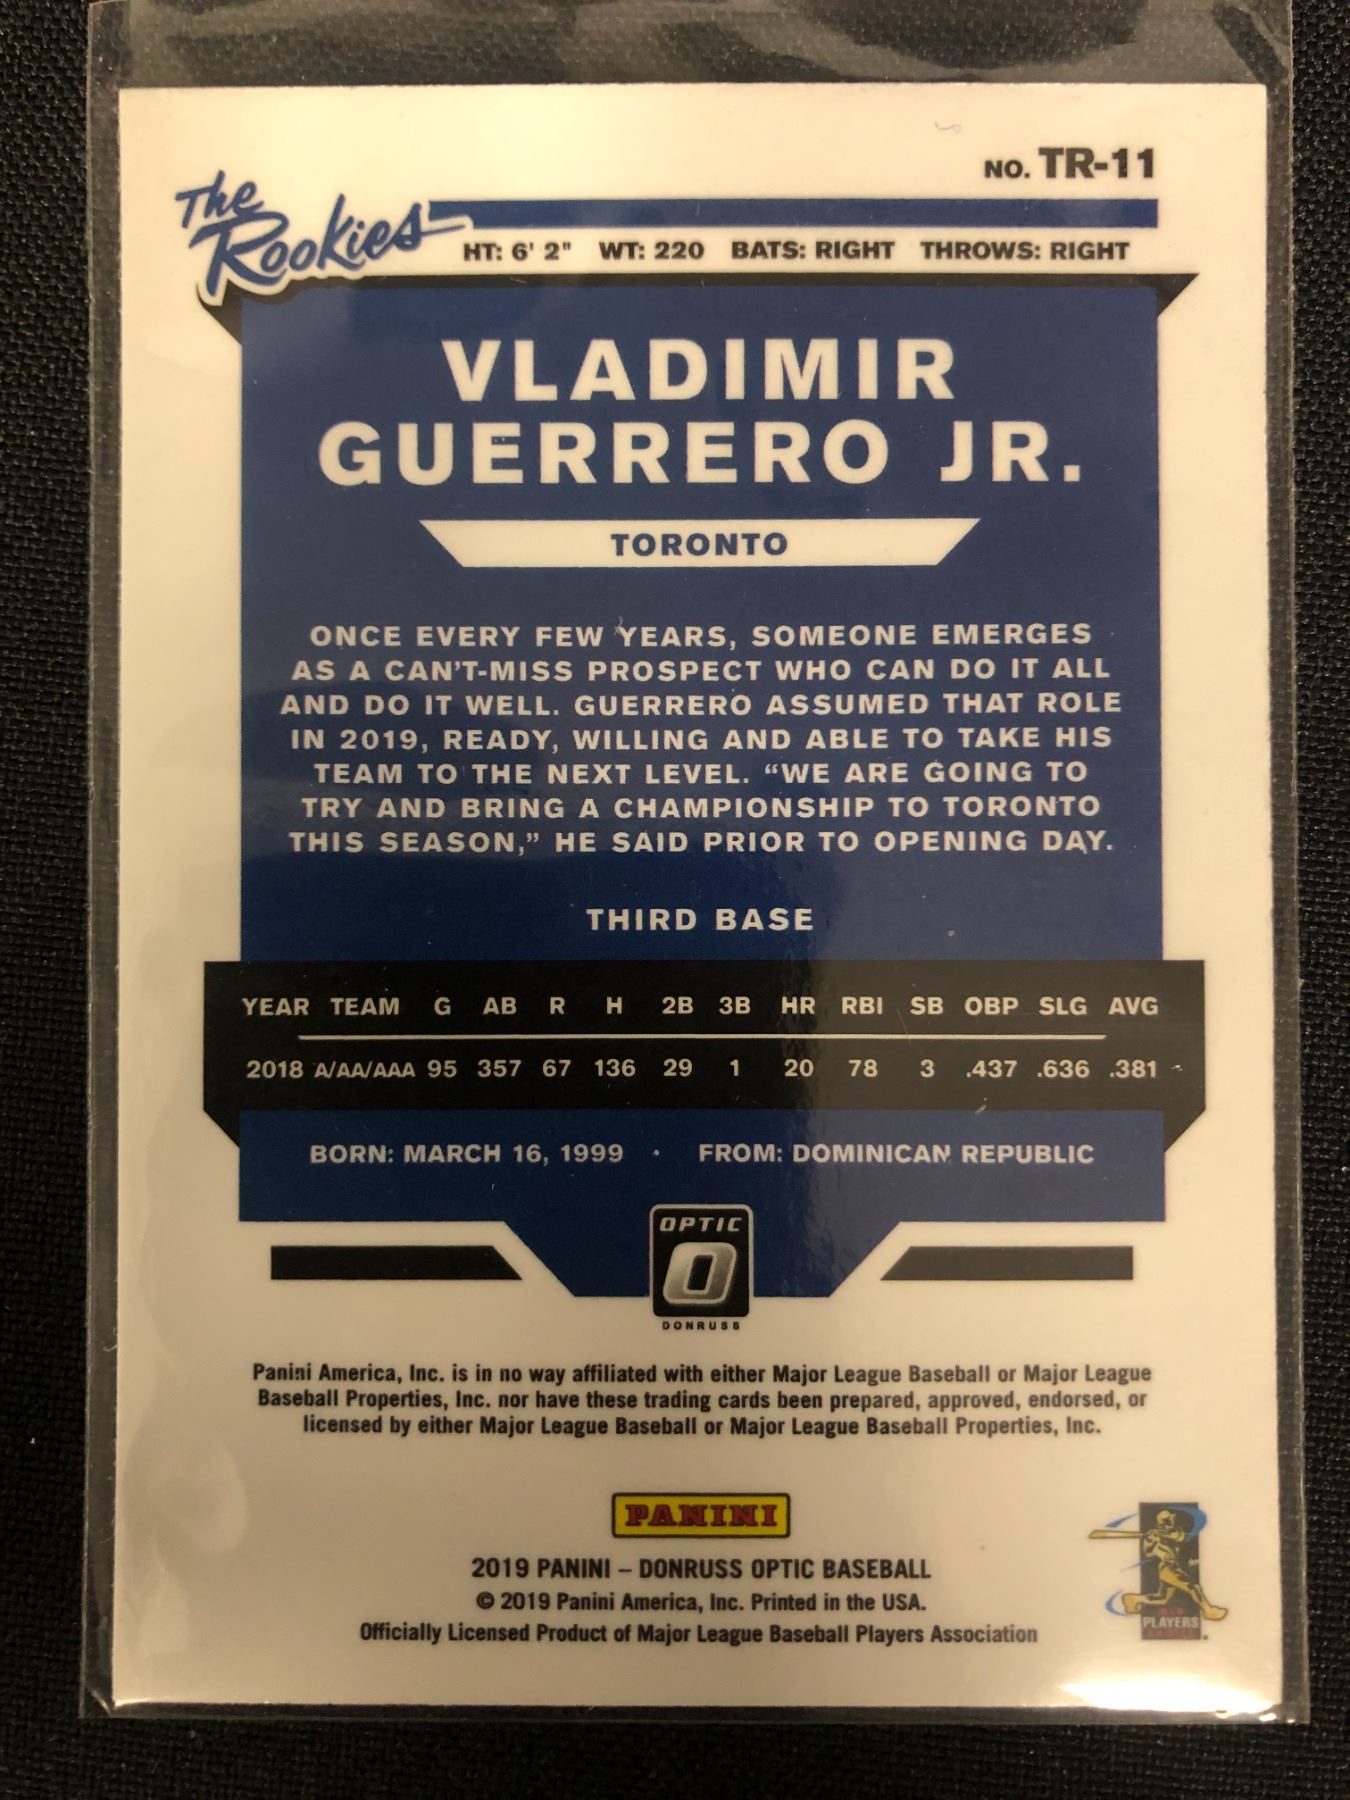 NO. TR-11
The
Rookies
HT: 6' 2" WT: 220 BATS: RIGHT THROWS: RIGHT
VLADIMIR
GUERRERO JR.
TORONTO
ONCE EVERY FEW YEARS, SOMEONE EMERGES
AS A CAN'T-MISS PROSPECT WHO CAN DO IT ALL
AND DO IT WELL. GUERRERO ASSUMED THAT ROLE
IN 2019, READY, WILLING AND ABLE TO TAKE HIS
TEAM TO THE NEXT LEVEL. “WE ARE GOING TO
TRY AND BRING A CHAMPIONSHIP TO TORONTO
THIS SEASON,” HE SAID PRIOR TO OPENING DAY.
THIRD BASE
YEAR TEAM G AB R H 2B 3B HR RBI SB OBP SLG AVG
2018 A/AA/AAA 95 357 67 136 29 1 20 78 3 .437 .636 .381
BORN: MARCH 16, 1999 · FROM: DOMINICAN REPUBLIC
OPTIC
O
DONRUSS
Panini America, Inc. is in no way affiliated with either Major League Baseball or Major League
Baseball Properties, Inc. nor have these trading cards been prepared, approved, endorsed, or
licensed by either Major League Baseball or Major League Baseball Properties, Inc.
PANINI
2019 PANINI – DONRUSS OPTIC BASEBALL
© 2019 Panini America, Inc. Printed in the USA.
Officially Licensed Product of Major League Baseball Players Association
PLAYERS